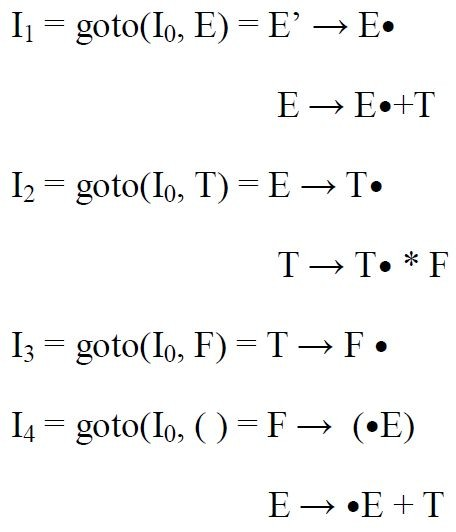 I₁ = goto(I₀, E) = E’ → E•
E → E•+T
I₂ = goto(I₀, T) = E → T•
T → T• * F
I₃ = goto(I₀, F) = T → F •
I₄ = goto(I₀, ( ) = F → (•E)
E → •E + T